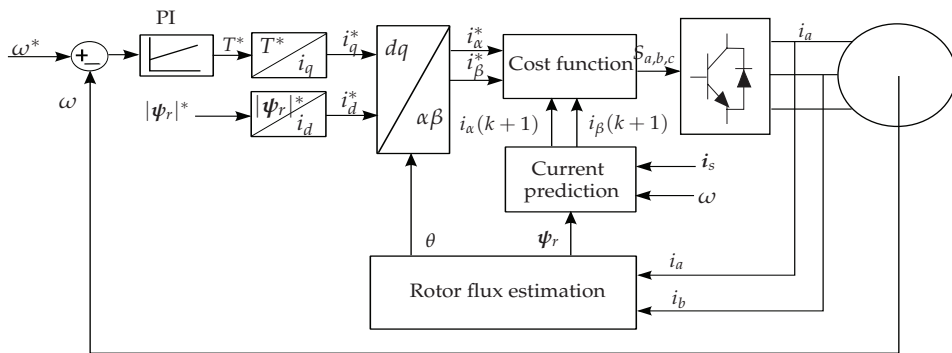 PI
i_a
ω*
+
−
T*
T*
i_q
i_q*
dq
αβ
i_α*
i_β*
Cost function
S_{a,b,c}
ω
|ψ_r|*
|ψ_r|*
i_d
i_d*
i_α(k + 1)
i_β(k + 1)
Current
prediction
i_s
ω
θ
ψ_r
Rotor flux estimation
i_a
i_b